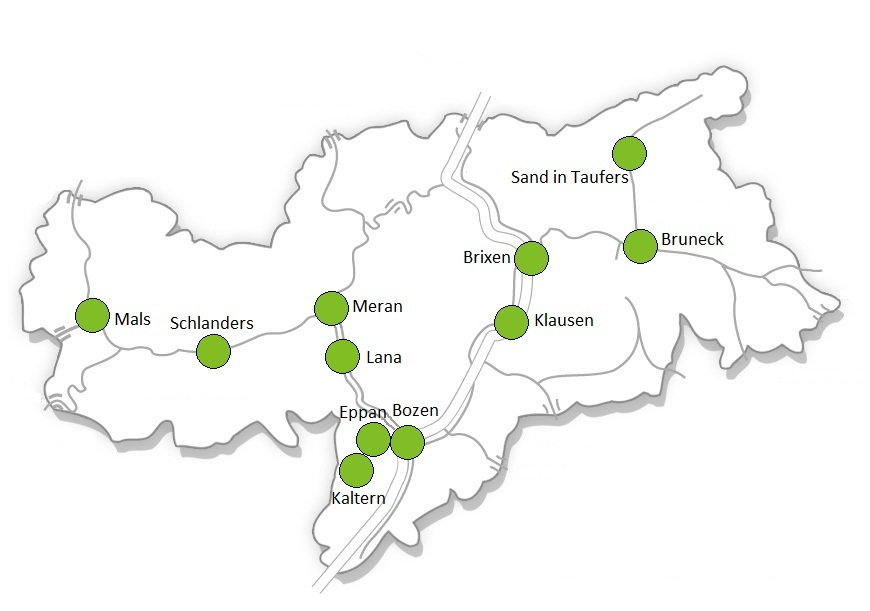 Sand in Taufers
Bruneck
Brixen
Meran
Mals
Schlanders
Klausen
Lana
Eppan
Bozen
Kaltern